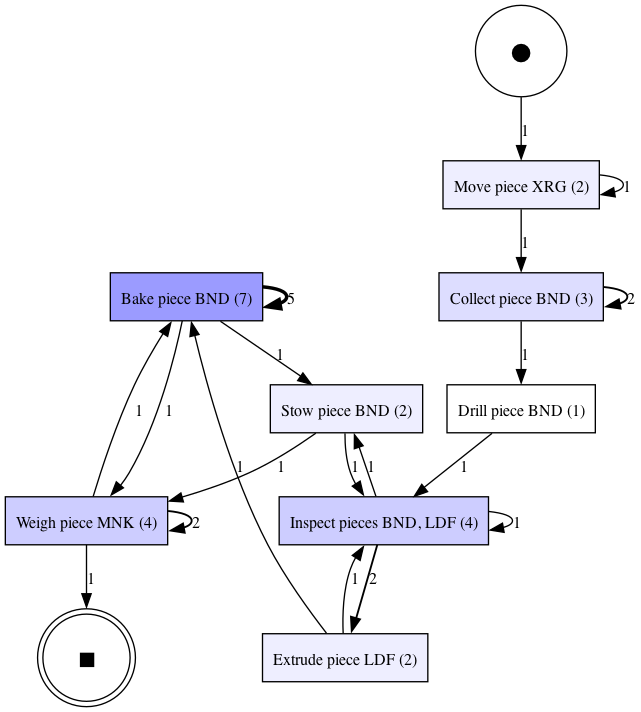 1
Move piece XRG (2)
1
1
Bake piece BND (7)
5
Collect piece BND (3)
2
1
1
Stow piece BND (2)
Drill piece BND (1)
1
1
1
1
1
1
1
Weigh piece MNK (4)
2
Inspect pieces BND, LDF (4)
1
1
1
2
Extrude piece LDF (2)